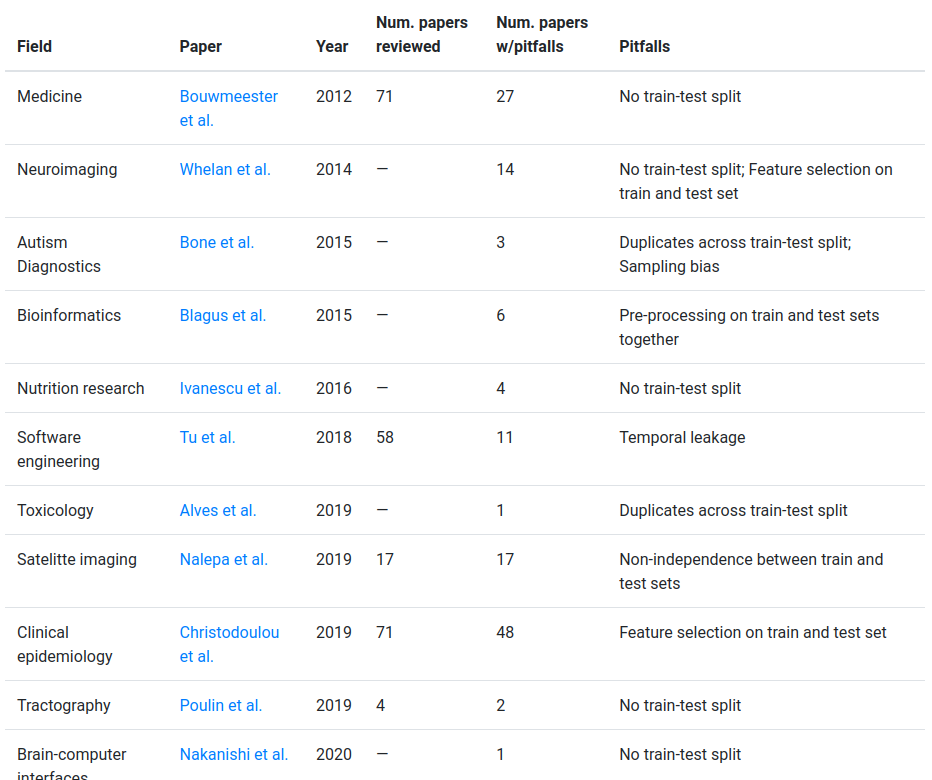 Field Paper Year Num. papers reviewed Num. papers w/pitfalls Pitfalls
Medicine Bouwmeester et al. 2012 71 27 No train-test split
Neuroimaging Whelan et al. 2014 — 14 No train-test split; Feature selection on train and test set
Autism Diagnostics Bone et al. 2015 — 3 Duplicates across train-test split; Sampling bias
Bioinformatics Blagus et al. 2015 — 6 Pre-processing on train and test sets together
Nutrition research Ivanescu et al. 2016 — 4 No train-test split
Software engineering Tu et al. 2018 58 11 Temporal leakage
Toxicology Alves et al. 2019 — 1 Duplicates across train-test split
Satelitte imaging Nalepa et al. 2019 17 17 Non-independence between train and test sets
Clinical epidemiology Christodoulou et al. 2019 71 48 Feature selection on train and test set
Tractography Poulin et al. 2019 4 2 No train-test split
Brain-computer interfaces Nakanishi et al. 2020 — 1 No train-test split